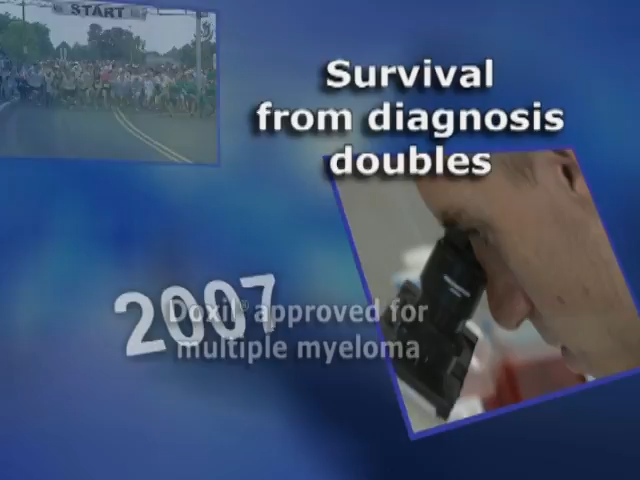 START
Survival
from diagnosis
doubles
2007
Doxil® approved for
multiple myeloma